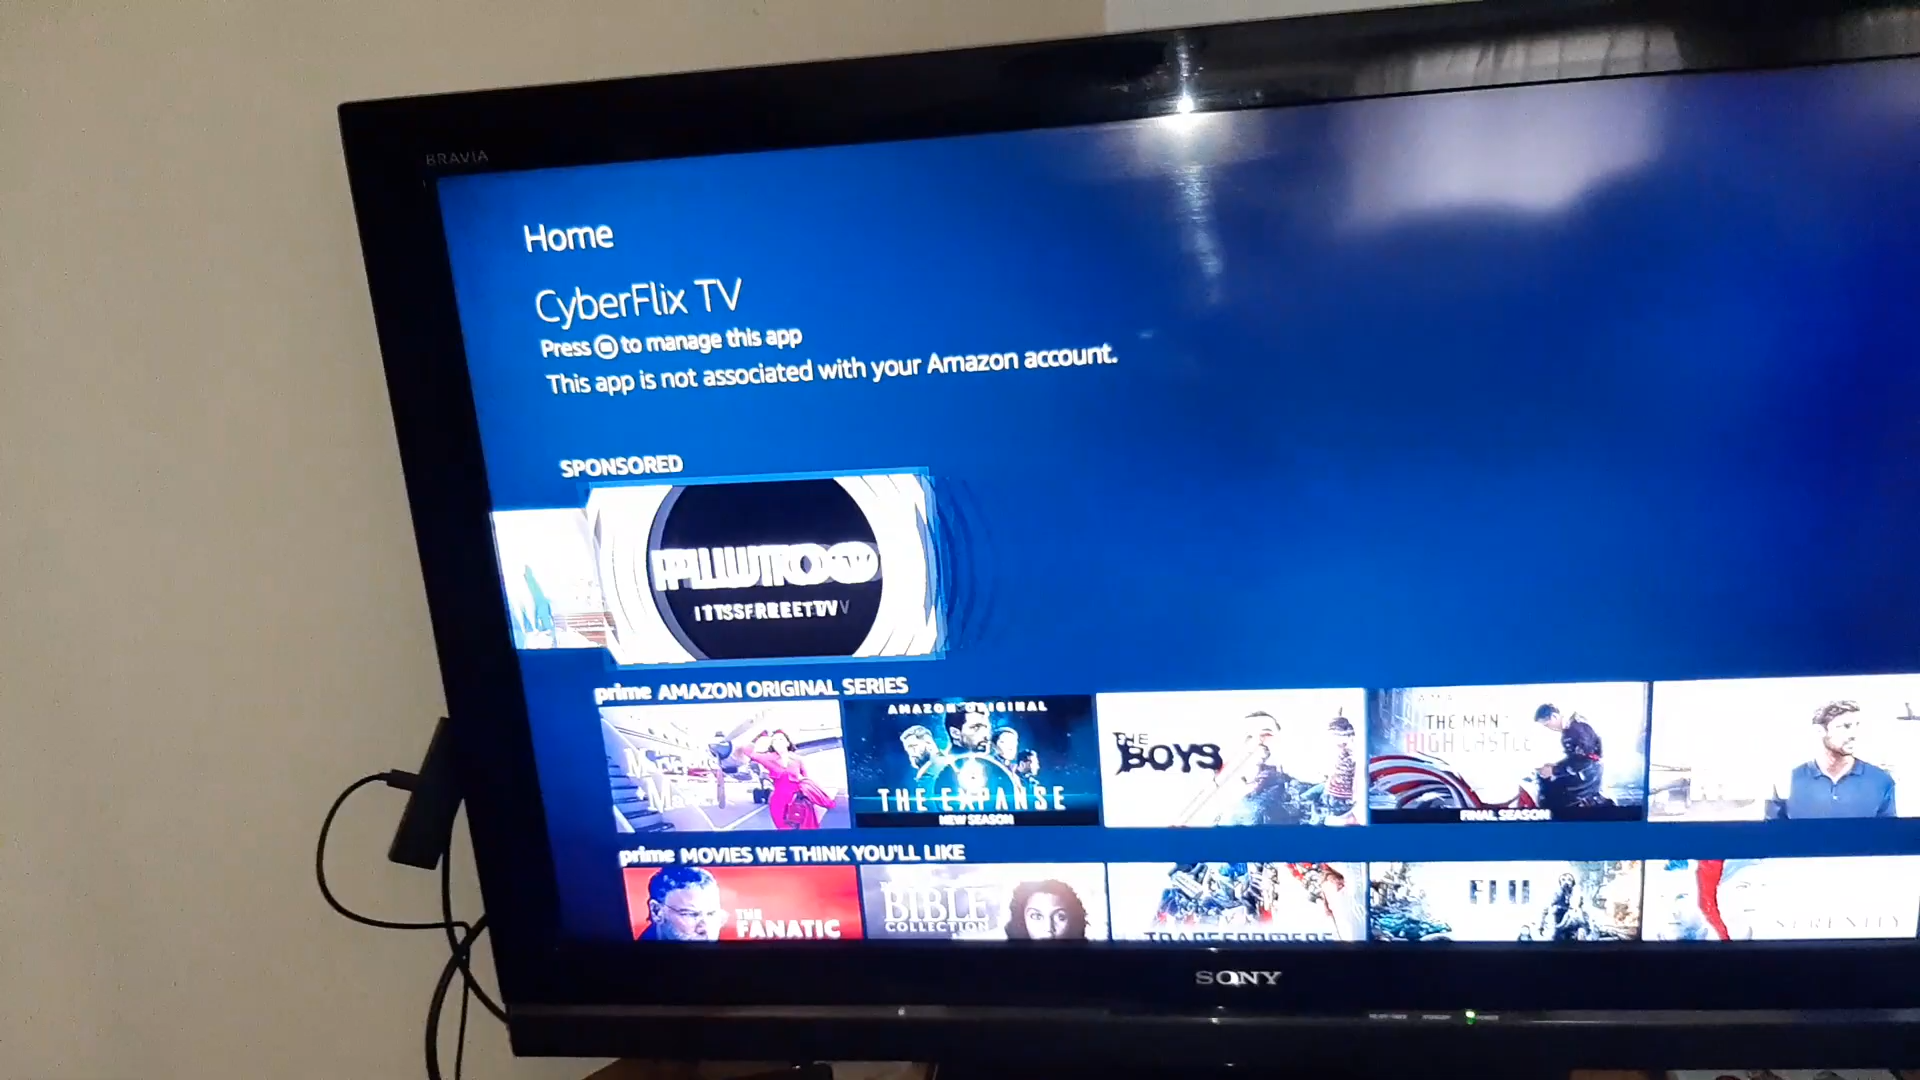 BRAVIA
Home
CyberFlix TV
Press to manage this app
This app is not associated with your Amazon account.
SPONSORED
prime AMAZON ORIGINAL SERIES
AMAZON ORIGINAL
THE EXPANSE
NEW SEASON
THE BOYS
THE MAN
HIGH CASTLE
FINAL SEASON
prime MOVIES WE THINK YOU'LL LIKE
THE FANATIC
BIBLE
COLLECTION
TRANSFORMERS
SERENITY
SONY